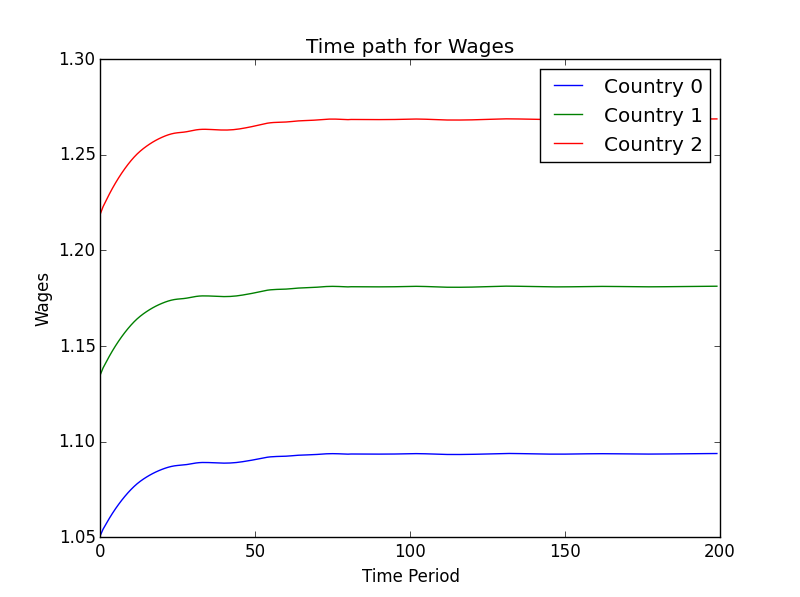 Time path for Wages
1.30
1.25
1.20
1.15
1.10
1.05
Wages
Country 0
Country 1
Country 2
0 50 100 150 200
Time Period